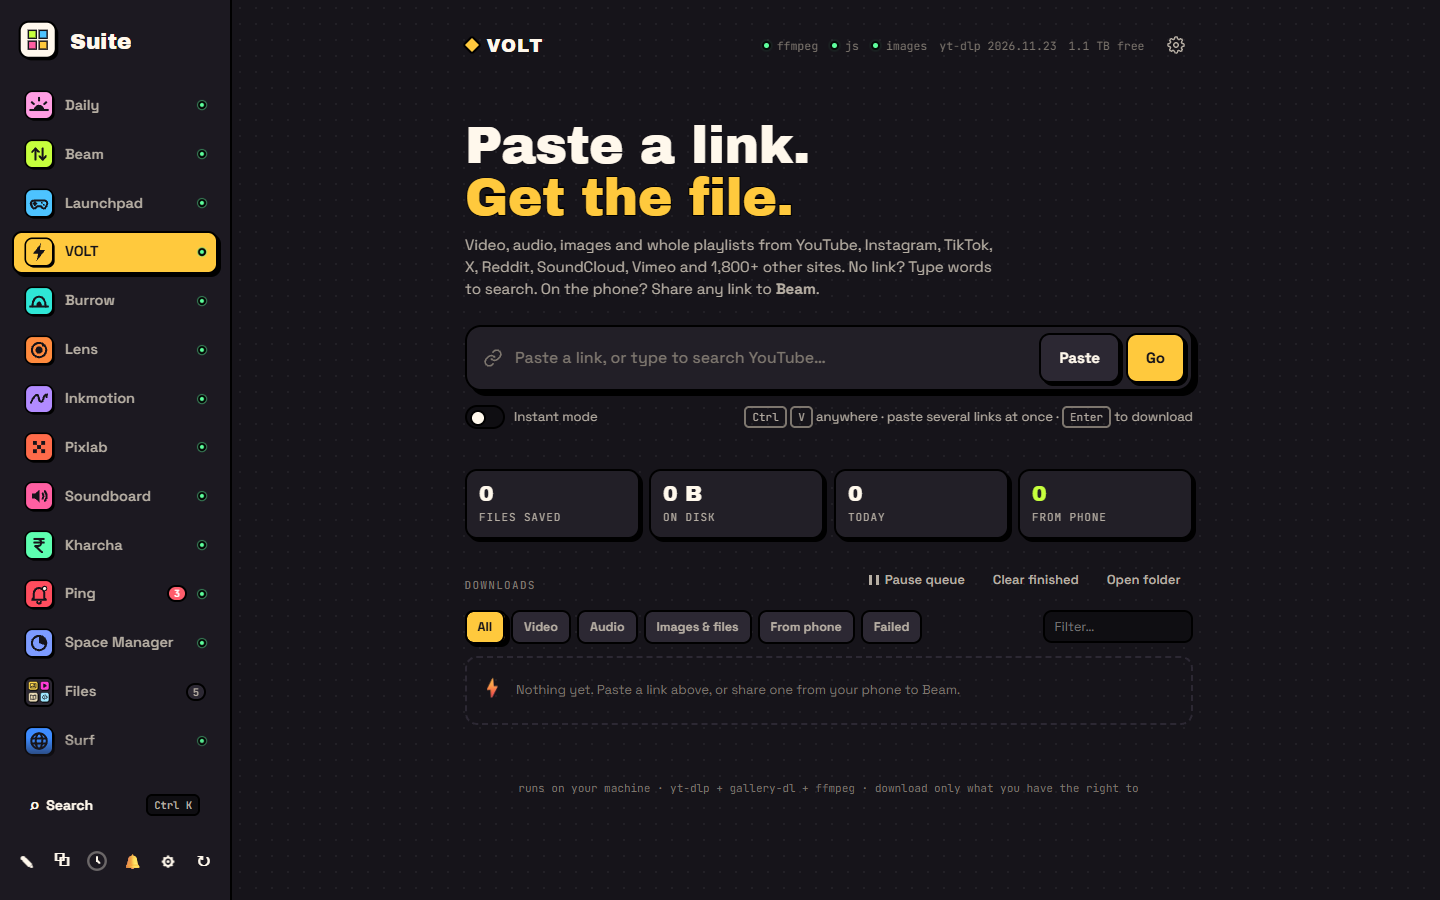 Suite
Daily
Beam
Launchpad
VOLT
Burrow
Lens
Inkmotion
Pixlab
Soundboard
Kharcha
Ping 3
Space Manager
Files 5
Surf
Search Ctrl K
VOLT
ffmpeg js images yt-dlp 2026.11.23 1.1 TB free
Paste a link.
Get the file.
Video, audio, images and whole playlists from YouTube, Instagram, TikTok,
X, Reddit, SoundCloud, Vimeo and 1,800+ other sites. No link? Type words
to search. On the phone? Share any link to Beam.
Paste a link, or type to search YouTube… Paste Go
Instant mode Ctrl V anywhere · paste several links at once · Enter to download
0 0 B 0 0
FILES SAVED ON DISK TODAY FROM PHONE
DOWNLOADS Pause queue Clear finished Open folder
All Video Audio Images & files From phone Failed Filter…
Nothing yet. Paste a link above, or share one from your phone to Beam.
runs on your machine · yt-dlp + gallery-dl + ffmpeg · download only what you have the right to